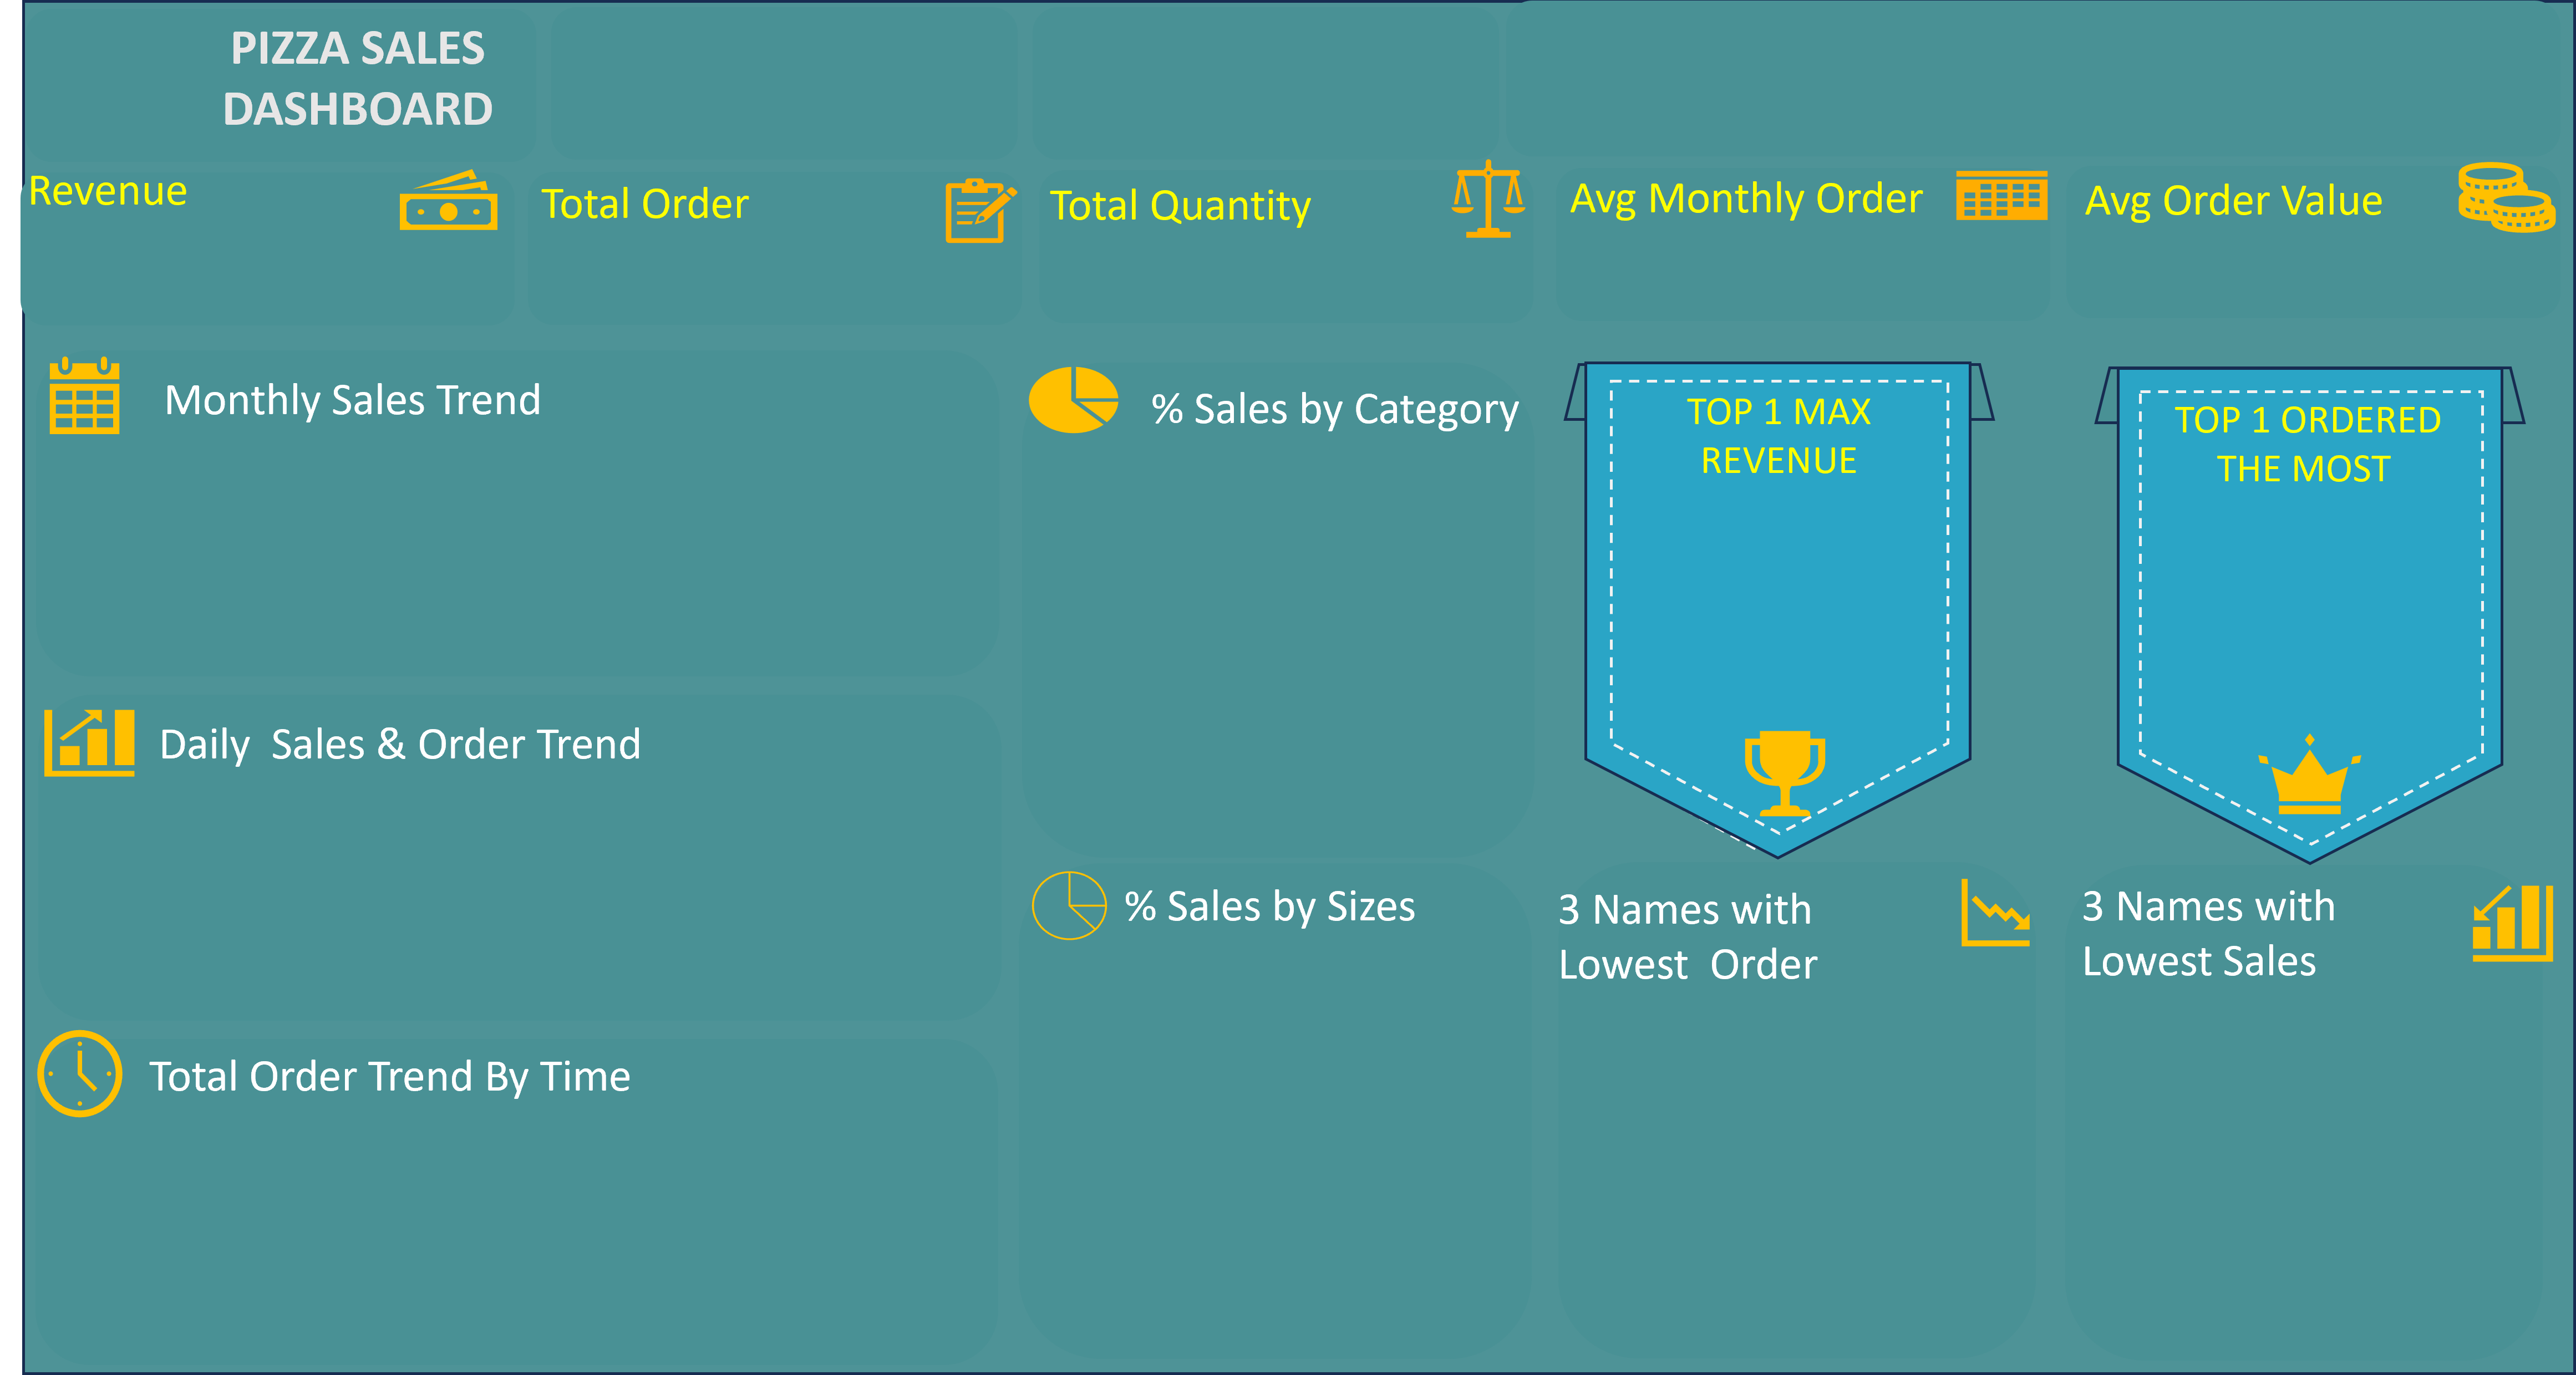 PIZZA SALES
DASHBOARD
Revenue
Total Order
Total Quantity
Avg Monthly Order
Avg Order Value
Monthly Sales Trend
% Sales by Category
TOP 1 MAX
REVENUE
TOP 1 ORDERED
THE MOST
Daily  Sales & Order Trend
% Sales by Sizes
3 Names with
Lowest  Order
3 Names with
Lowest Sales
Total Order Trend By Time